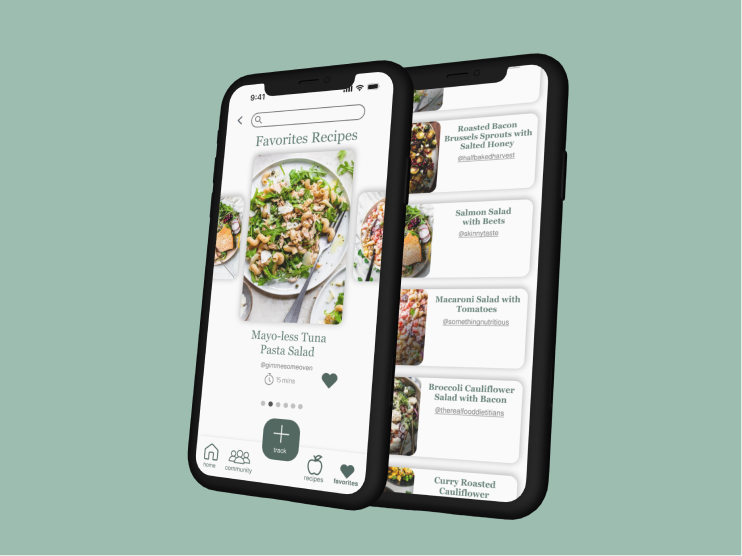 9:41
Favorites Recipes
Mayo-less Tuna
Pasta Salad
@gimmesomeoven
15 mins
track
home
community
recipes
favorites
Roasted Bacon
Brussels Sprouts with
Salted Honey
@halfbakedharvest
Salmon Salad
with Beets
@skinnytaste
Macaroni Salad with
Tomatoes
@somethingnutritious
Broccoli Cauliflower
Salad with Bacon
@thereallfooddietitians
Curry Roasted
Cauliflower